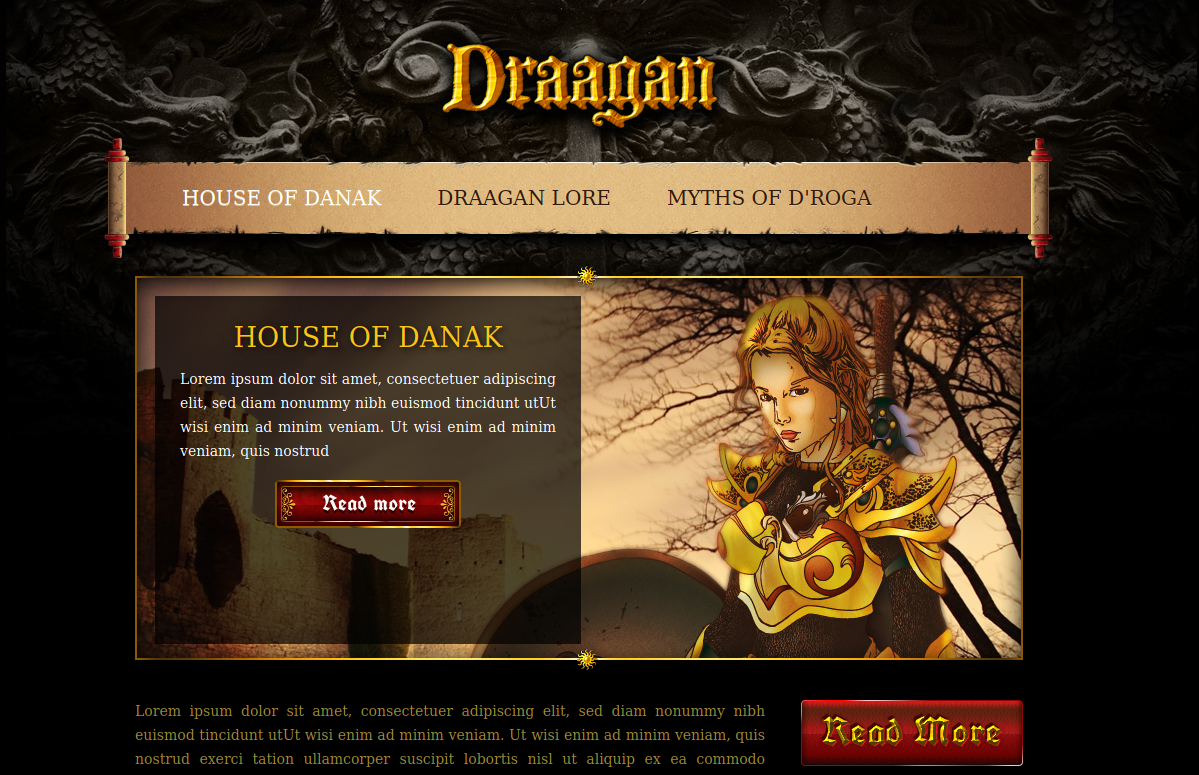 Draagan
HOUSE OF DANAK
DRAAGAN LORE
MYTHS OF D'ROGA
HOUSE OF DANAK
Lorem ipsum dolor sit amet, consectetuer adipiscing
elit, sed diam nonummy nibh euismod tincidunt utUt
wisi enim ad minim veniam. Ut wisi enim ad minim
veniam, quis nostrud
Read more
Lorem ipsum dolor sit amet, consectetuer adipiscing elit, sed diam nonummy nibh
euismod tincidunt utUt wisi enim ad minim veniam. Ut wisi enim ad minim veniam, quis
nostrud exerci tation ullamcorper suscipit lobortis nisl ut aliquip ex ea commodo
Read More